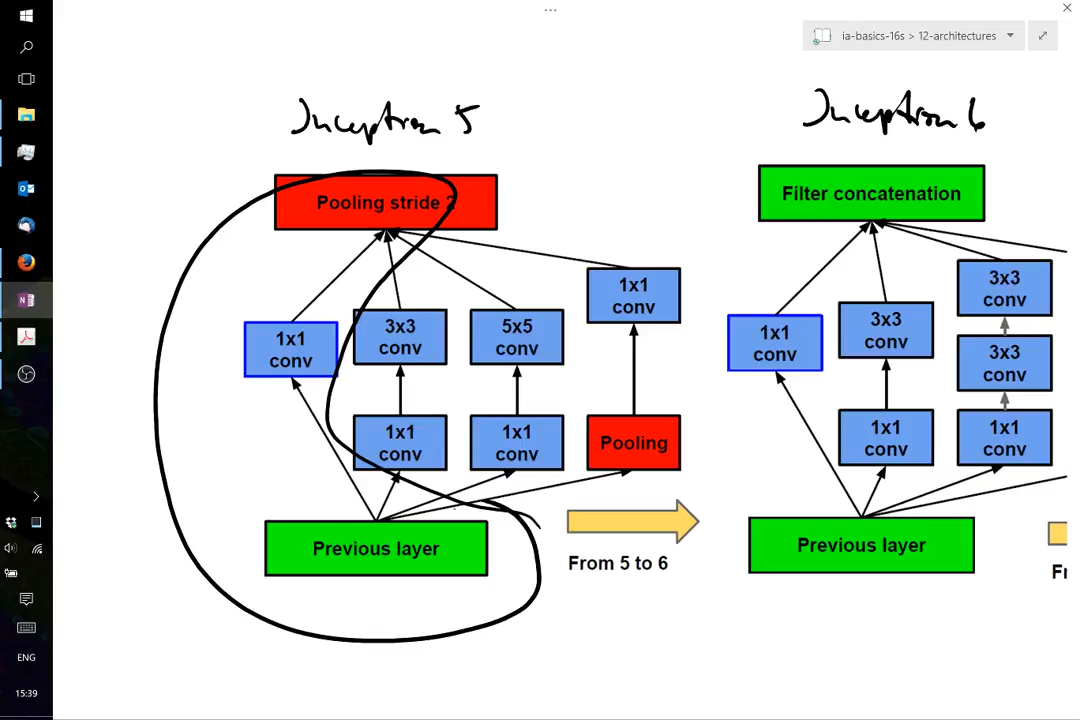 ia-basics-16s > 12-architectures
Inception 5
Inception 6
Pooling stride 2
1x1
conv
3x3
conv
5x5
conv
1x1
conv
1x1
conv
1x1
conv
Pooling
Previous layer
From 5 to 6
Filter concatenation
1x1
conv
3x3
conv
3x3
conv
3x3
conv
1x1
conv
1x1
conv
Previous layer
Fr
ENG
15:39